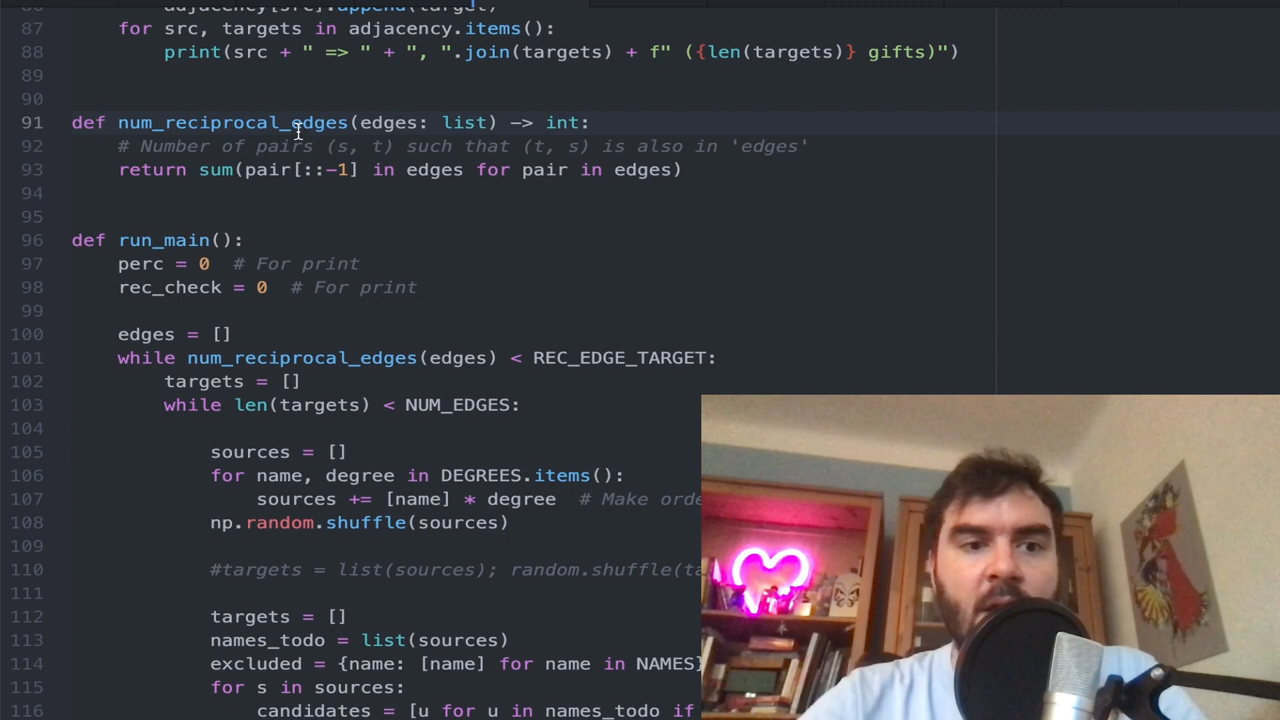 86 adjacency[src].append(target)
87 for src, targets in adjacency.items():
88 print(src + " => " + ", ".join(targets) + f" ({len(targets)} gifts)")
89
90
91 def num_reciprocal_edges(edges: list) -> int:
92 # Number of pairs (s, t) such that (t, s) is also in 'edges'
93 return sum(pair[::-1] in edges for pair in edges)
94
95
96 def run_main():
97 perc = 0  # For print
98 rec_check = 0  # For print
99
100 edges = []
101 while num_reciprocal_edges(edges) < REC_EDGE_TARGET:
102 targets = []
103 while len(targets) < NUM_EDGES:
104
105 sources = []
106 for name, degree in DEGREES.items():
107 sources += [name] * degree  # Make orde
108 np.random.shuffle(sources)
109
110 #targets = list(sources); random.shuffle(ta
111
112 targets = []
113 names_todo = list(sources)
114 excluded = {name: [name] for name in NAMES}
115 for s in sources:
116 candidates = [u for u in names_todo if